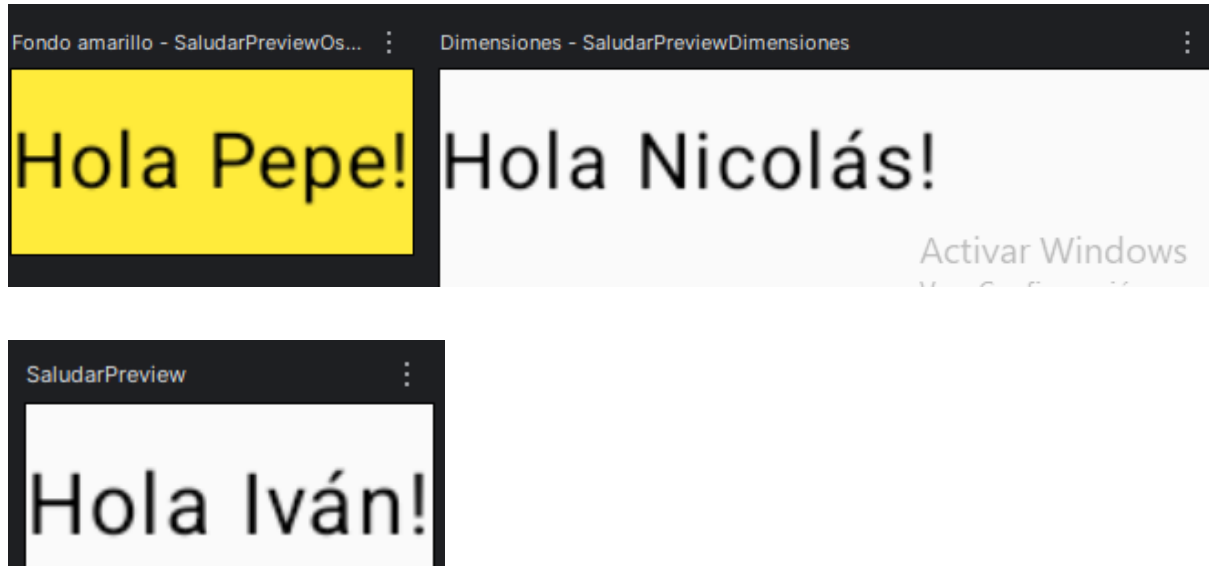 Fondo amarillo - SaludarPreviewOs...
Dimensiones - SaludarPreviewDimensiones
Hola Pepe!
Hola Nicolás!
Activar Windows
SaludarPreview
Hola Iván!